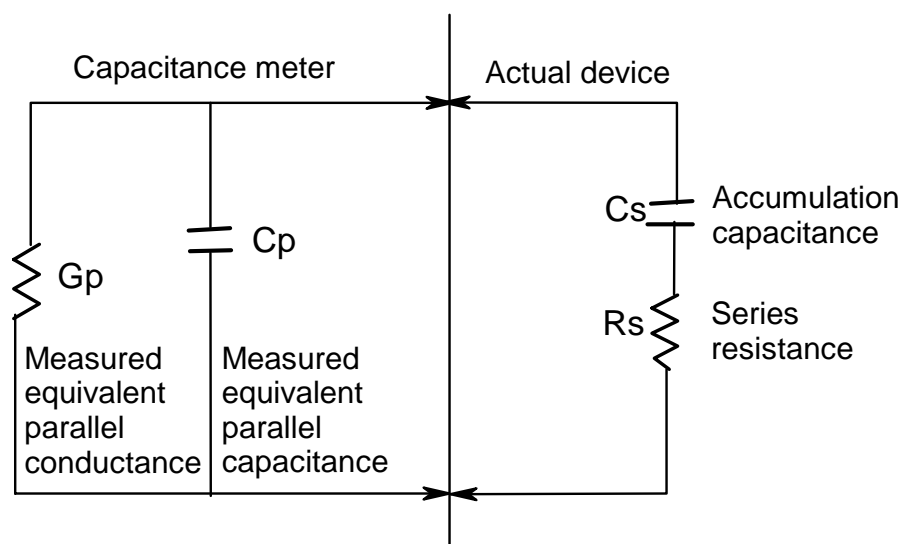 Capacitance meter
Actual device
Cs
Accumulation
capacitance
Cp
Gp
Rs
Series
resistance
Measured
equivalent
parallel
conductance
Measured
equivalent
parallel
capacitance